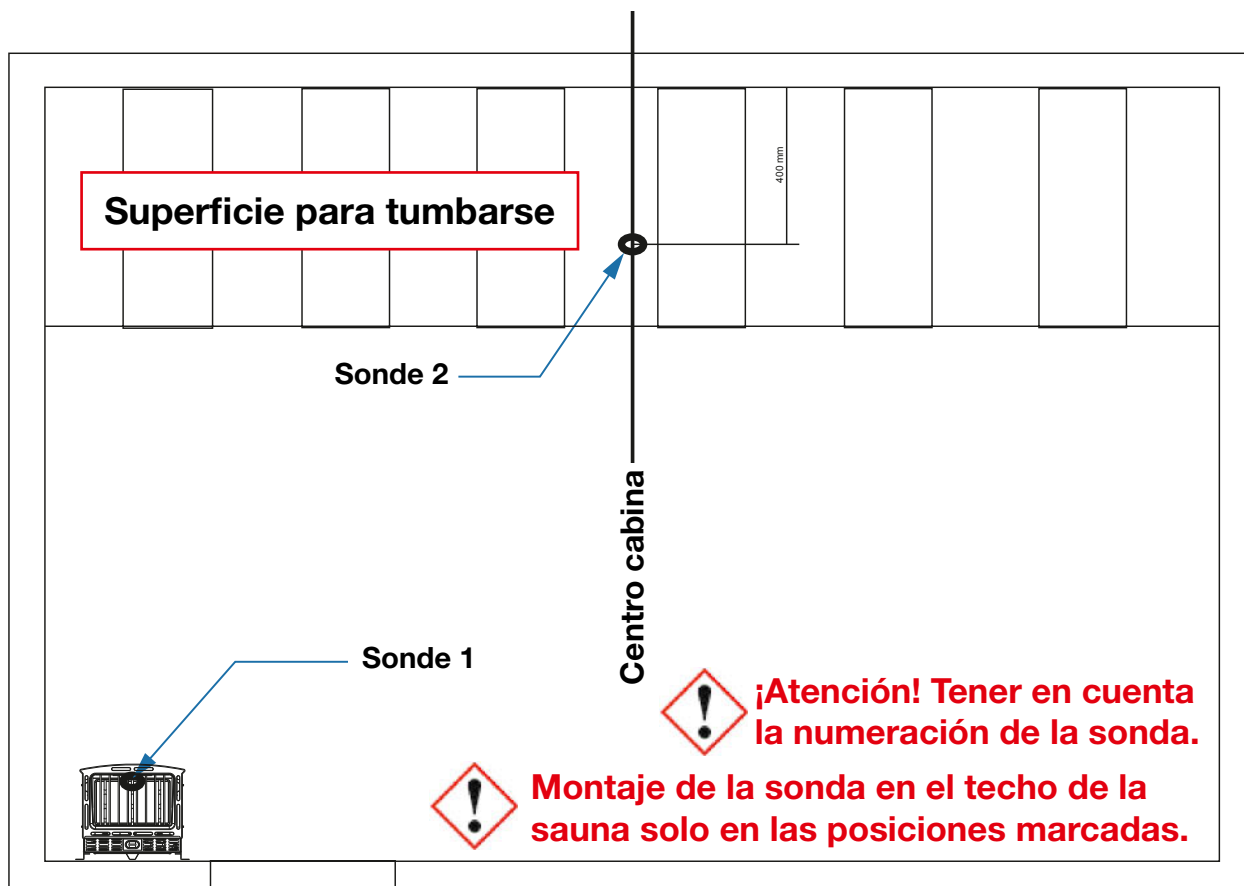 400 mm
Superficie para tumbarse
Sonde 2
Centro cabina
Sonde 1
¡Atención! Tener en cuenta
la numeración de la sonda.
Montaje de la sonda en el techo de la
sauna solo en las posiciones marcadas.